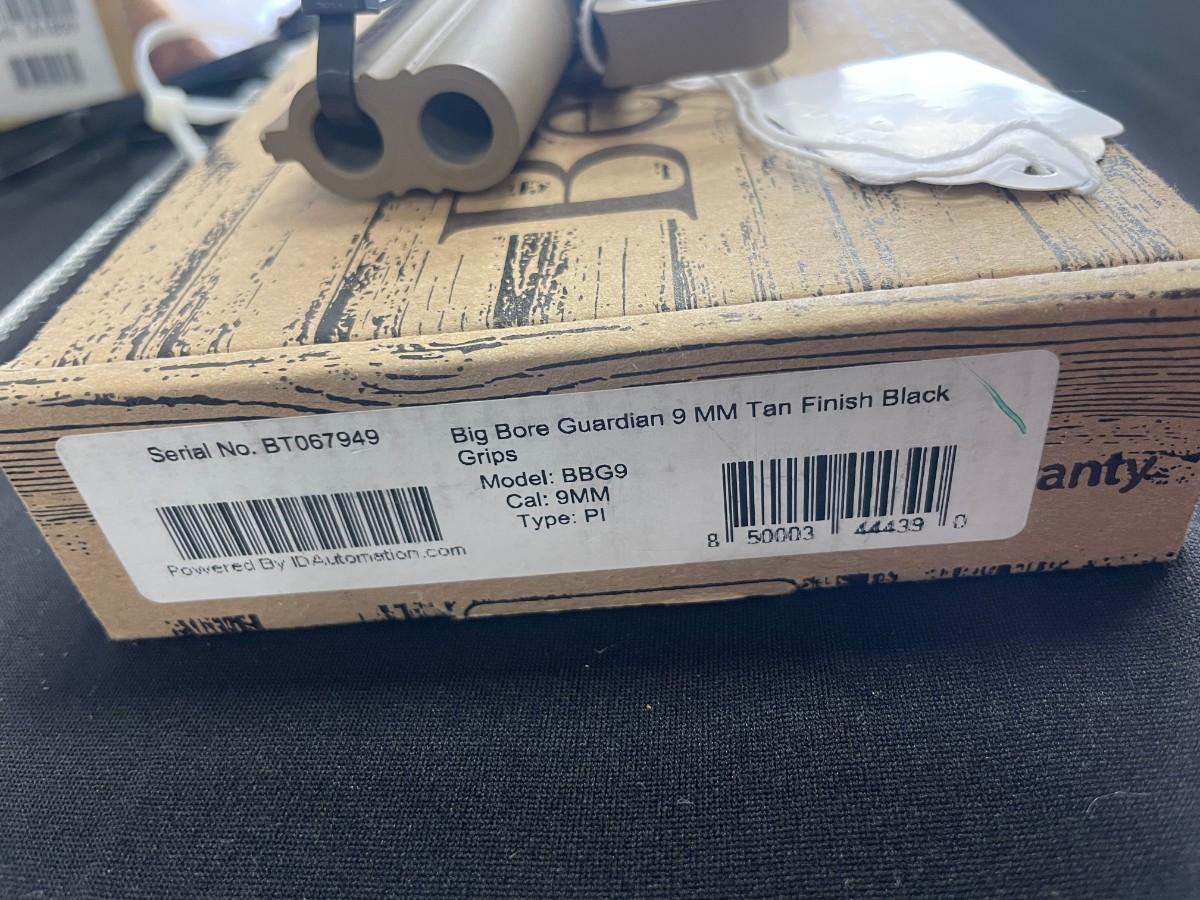 Be
Serial No. BT067949
Powered By IDAutomation.com
Big Bore Guardian 9 MM Tan Finish Black
Grips
Model: BBG9
Cal: 9MM
Type: PI
8 50003 44439 0
anty